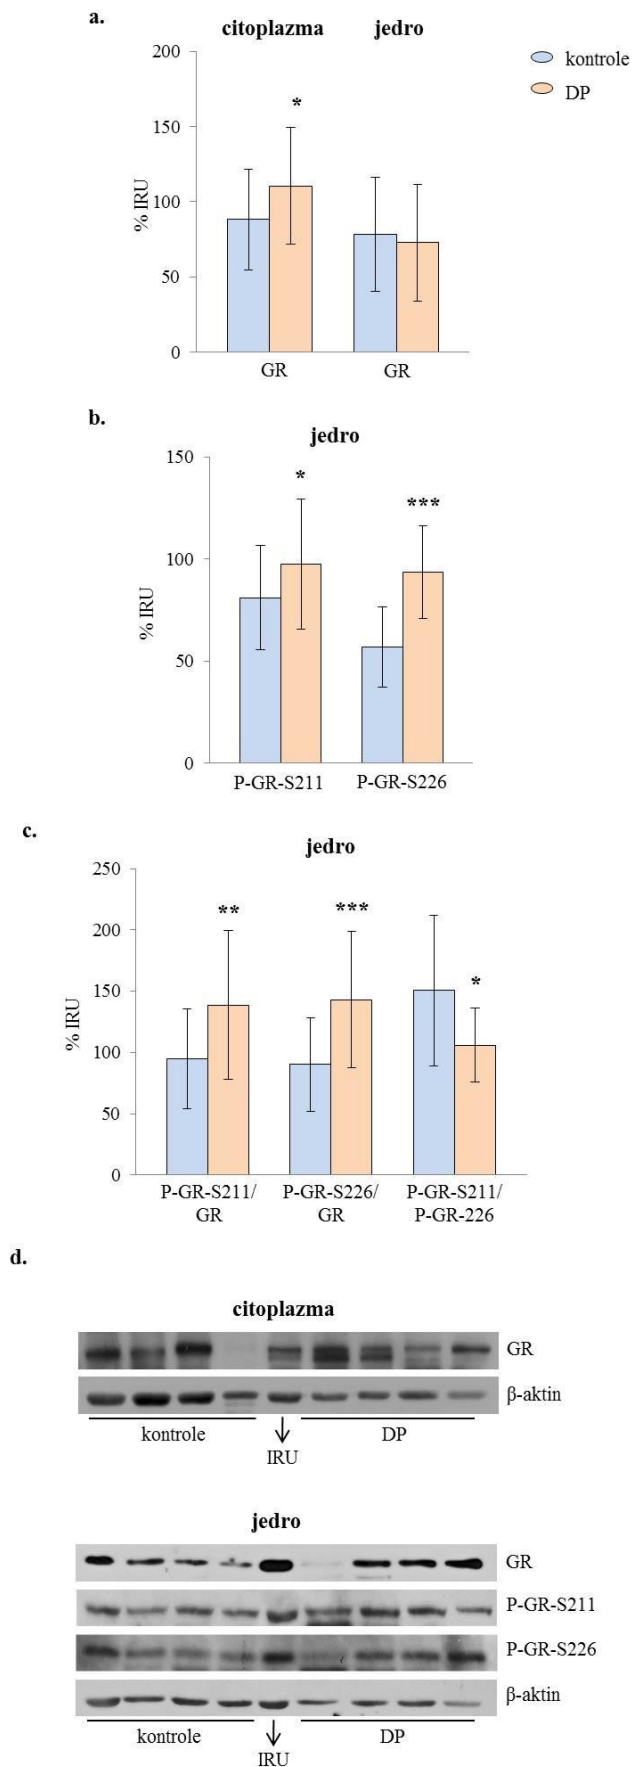 a.
citoplazma jedro
kontrole
DP
200
150
100
50
0
% IRU
*
GR GR
b.
jedro
150
100
50
0
% IRU
* ***
P-GR-S211 P-GR-S226
c.
jedro
250
200
150
100
50
0
% IRU
** *** *
P-GR-S211/ P-GR-S226/ P-GR-S211/
GR GR P-GR-226
d.
citoplazma
GR
β-aktin
kontrole DP
IRU
jedro
GR
P-GR-S211
P-GR-S226
β-aktin
kontrole DP
IRU